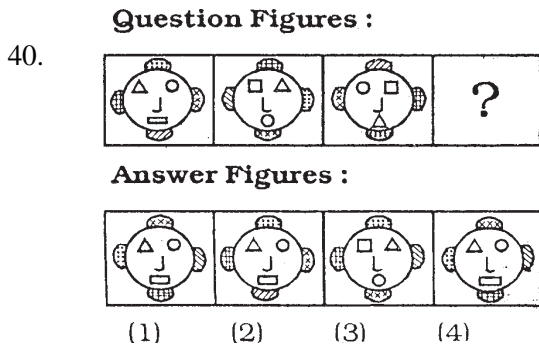 Question Figures :
40.
?
Answer Figures :
(1) (2) (3) (4)